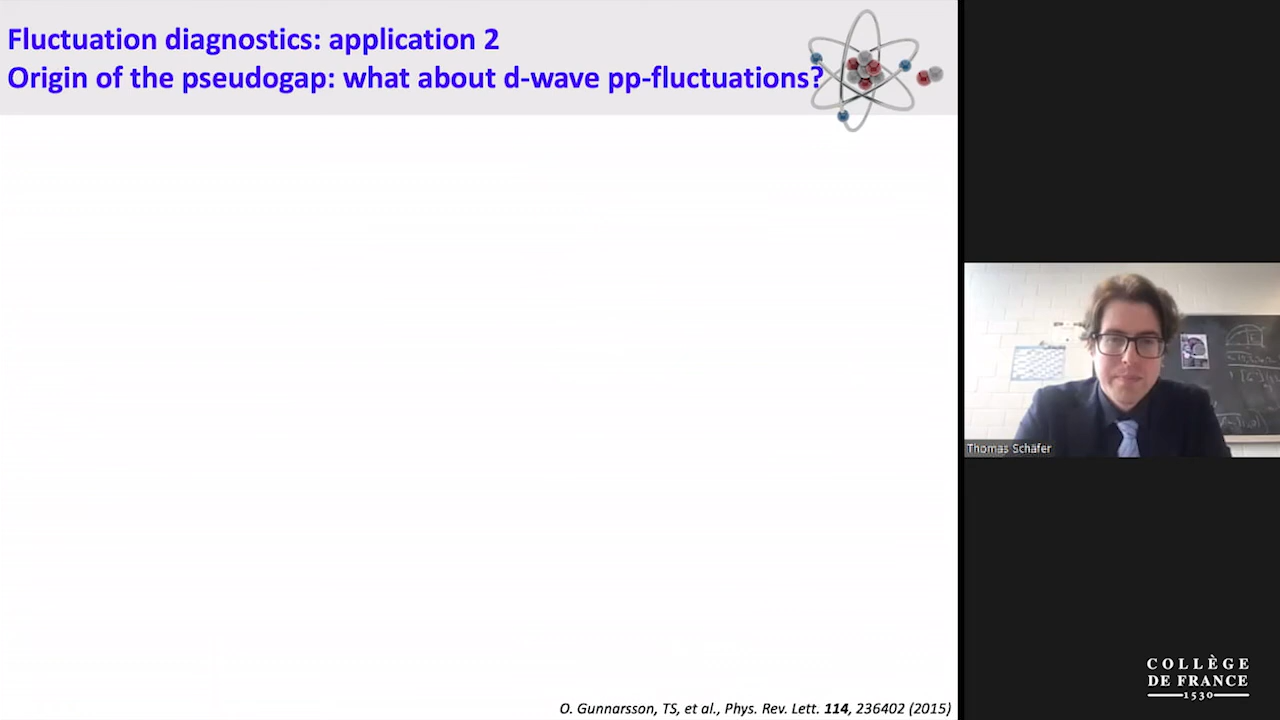 Fluctuation diagnostics: application 2
Origin of the pseudogap: what about d-wave pp-fluctuations?
Thomas Schäfer
COLLÈGE
DE FRANCE
1530
O. Gunnarsson, TS, et al., Phys. Rev. Lett. 114, 236402 (2015)